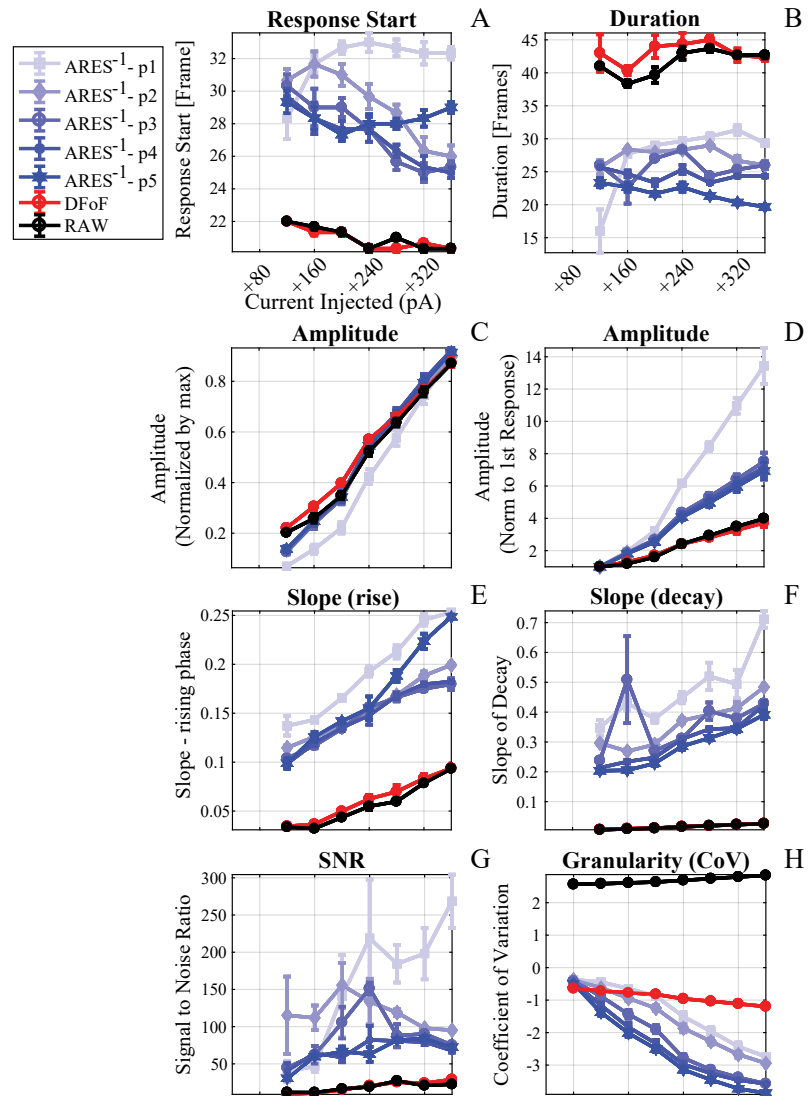 ARES-1- p1
ARES-1- p2
ARES-1- p3
ARES-1- p4
ARES-1- p5
DFoF
RAW
Response Start
A
Response Start [Frame]
32
30
28
26
24
22
+80
+160
+240
+320
Current Injected (pA)
Duration
B
Duration [Frames]
45
40
35
30
25
20
15
+80
+160
+240
+320
Amplitude
C
Amplitude
(Normalized by max)
0.8
0.6
0.4
0.2
Amplitude
D
Amplitude
(Norm to 1st Response)
14
12
10
8
6
4
2
Slope (rise)
E
Slope - rising phase
0.25
0.2
0.15
0.1
0.05
Slope (decay)
F
Slope of Decay
0.7
0.6
0.5
0.4
0.3
0.2
0.1
SNR
G
Signal to Noise Ratio
300
250
200
150
100
50
Granularity (CoV)
H
Coefficient of Variation
2
1
0
-1
-2
-3